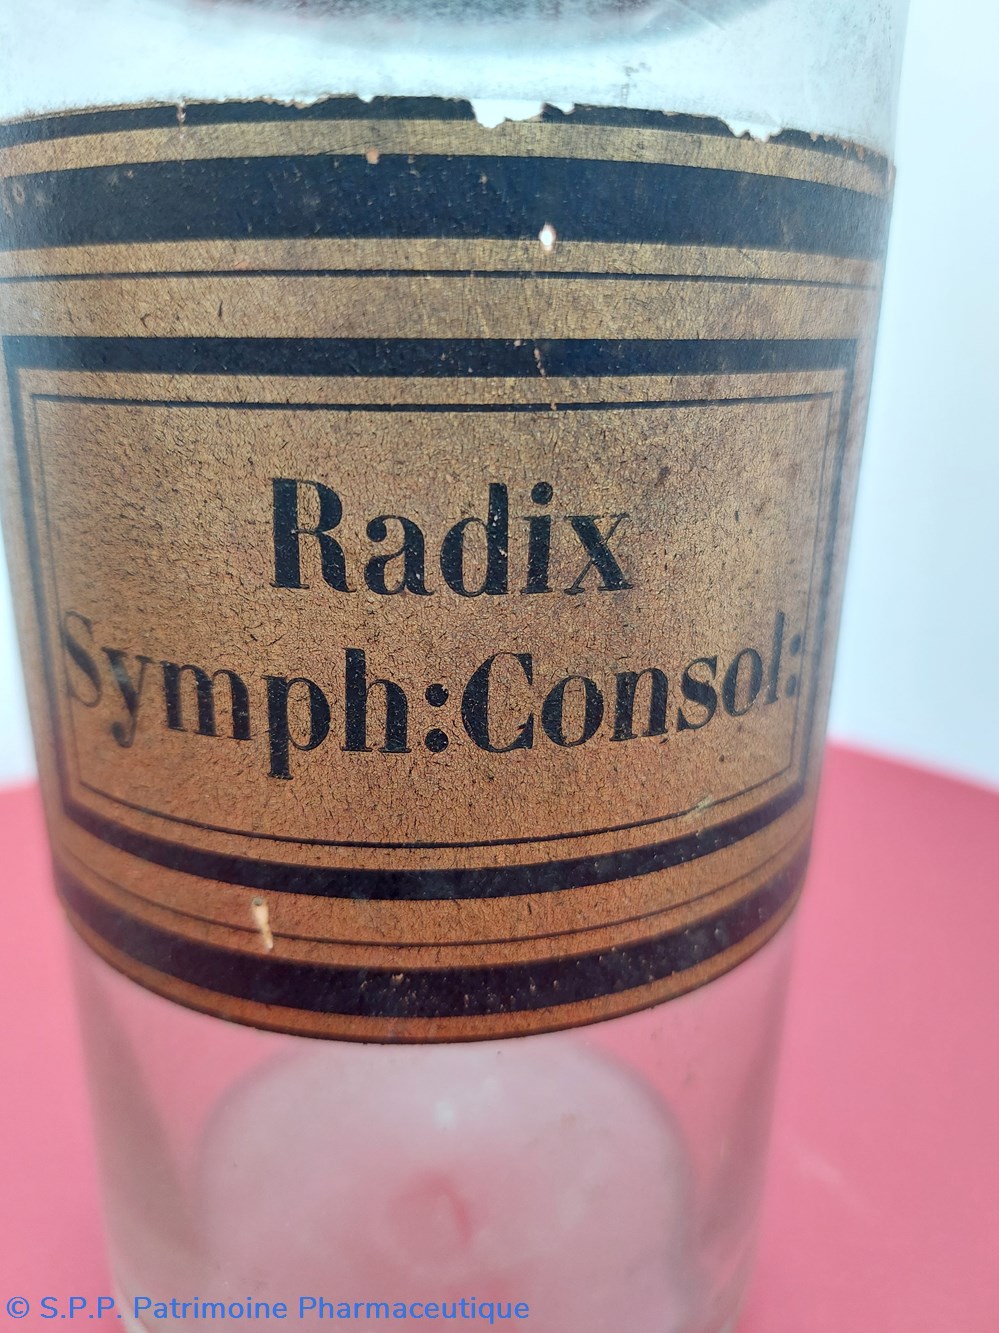 Radix
Symph:Consol:
© S.P.P. Patrimoine Pharmaceutique